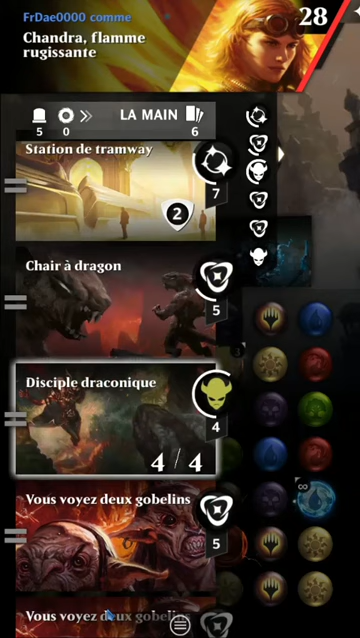 FrDae0000 comme
28
Chandra, flamme
rugissante
LA MAIN
5
0
6
Station de tramway
7
2
Chair à dragon
5
Disciple draconique
4
4 / 4
Vous voyez deux gobelins
5
Vous voyez deux gobelins